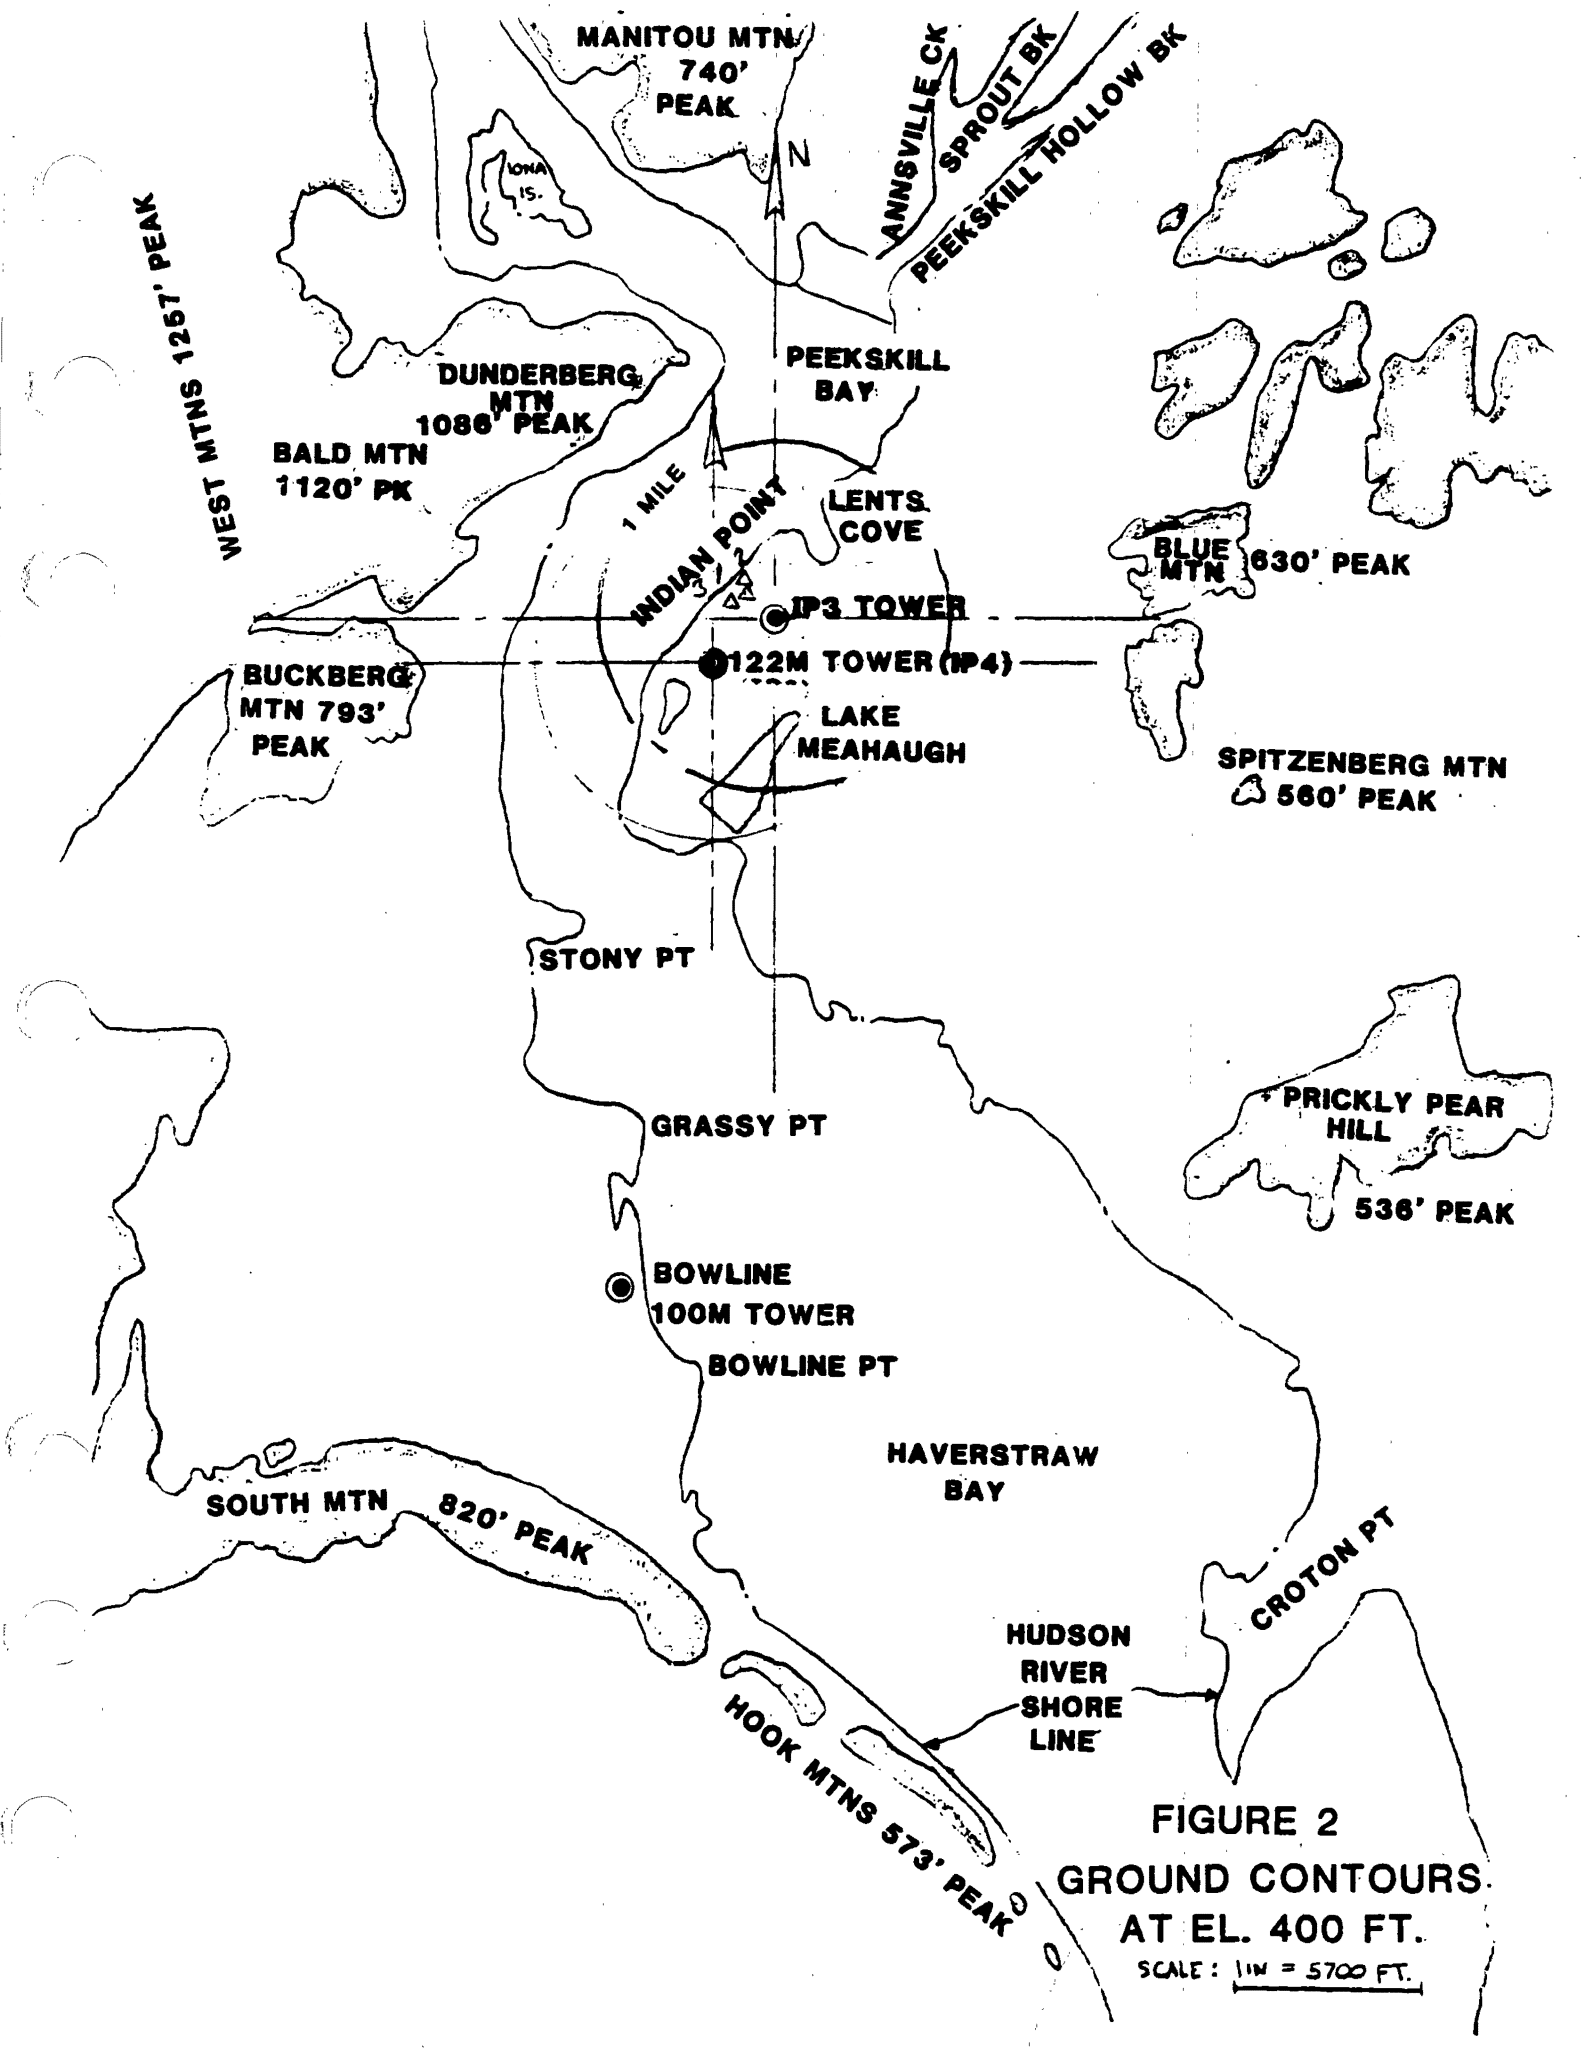 MANITOU MTN
740'
PEAK
ANNSVILLE CK
SPROUT BK
PEEKSKILL HOLLOW BK
N
IONA
IS.
WEST MTNS 1257' PEAK
DUNDERBERG
MTN
1086' PEAK
BALD MTN
1120' PK
PEEKSKILL
BAY
1 MILE
INDIAN POINT
LENTS
COVE
3 1 2
BLUE
MTN
630' PEAK
IP3 TOWER
122M TOWER (IP4)
BUCKBERG
MTN 793'
PEAK
LAKE
MEAHAUGH
SPITZENBERG MTN
560' PEAK
STONY PT
PRICKLY PEAR
HILL
536' PEAK
GRASSY PT
BOWLINE
100M TOWER
BOWLINE PT
HAVERSTRAW
BAY
SOUTH MTN
820' PEAK
CROTON PT
HUDSON
RIVER
SHORE
LINE
HOOK MTNS 573' PEAK
FIGURE 2
GROUND CONTOURS
AT EL. 400 FT.
SCALE: 1IN = 5700 FT.